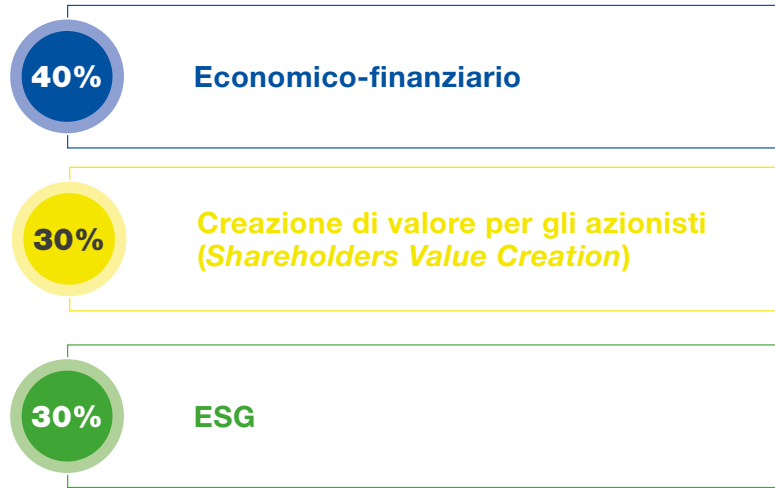 40%
Economico-finanziario
30%
Creazione di valore per gli azionisti
(Shareholders Value Creation)
30%
ESG